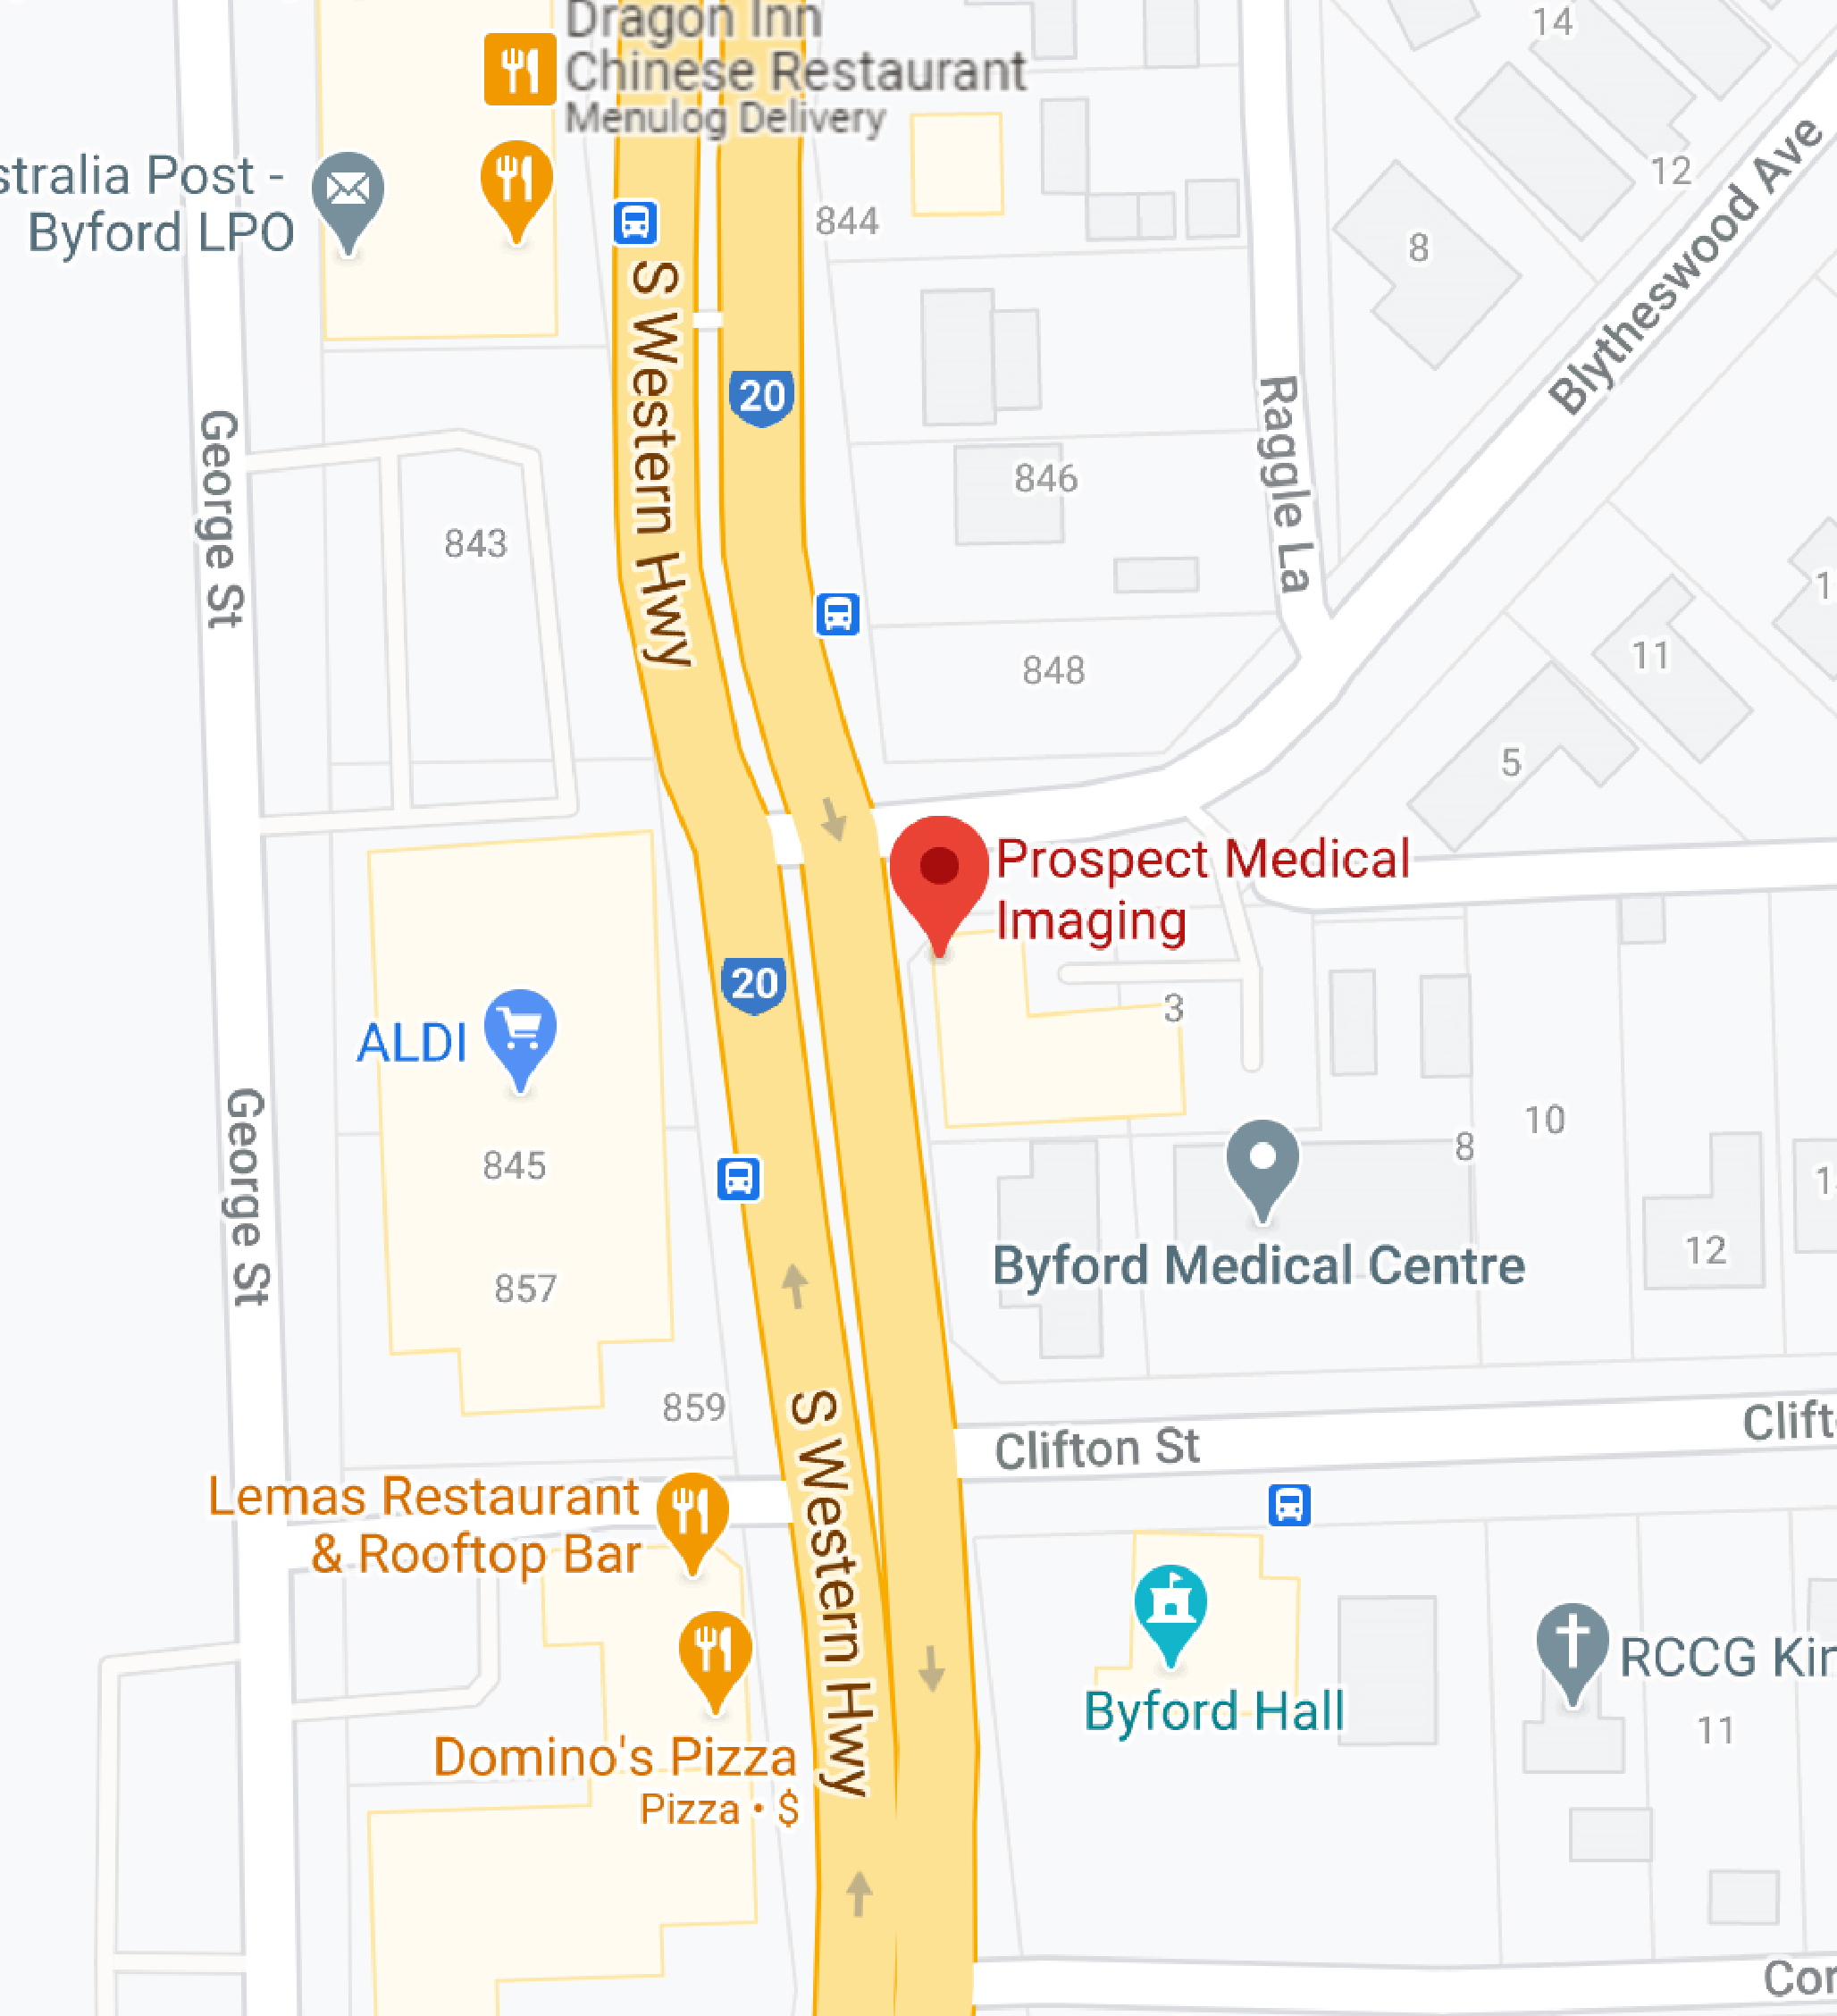 Dragon Inn
Chinese Restaurant
Menulog Delivery
14
stralia Post -
Byford LPO
12
Blytheswood Ave
844
8
S Western Hwy
20
Raggle La
George St
846
843
11
848
5
Prospect Medical
Imaging
20
3
ALDI
George St
10
8
845
12
Byford Medical Centre
857
859
S Western Hwy
Clifton St
Clift
Lemas Restaurant
& Rooftop Bar
Byford Hall
RCCG Kin
11
Domino's Pizza
Pizza • $
Cor